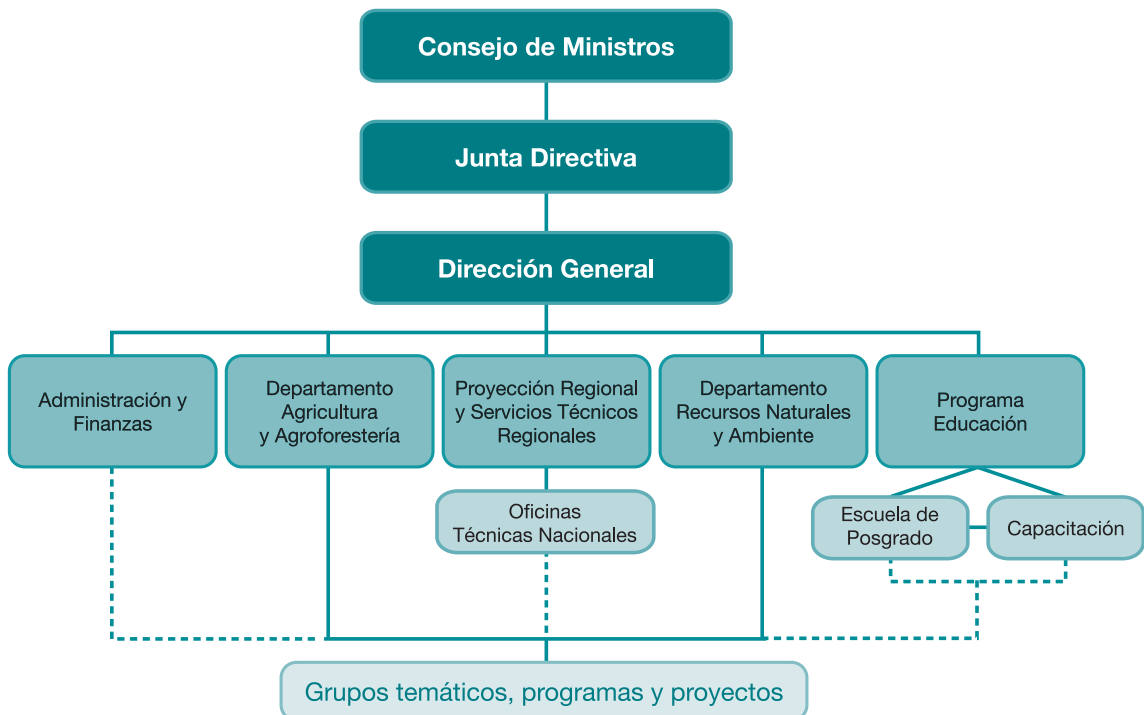 Consejo de Ministros
Junta Directiva
Dirección General
Administración y
Finanzas
Departamento
Agricultura
y Agroforestería
Proyección Regional
y Servicios Técnicos
Regionales
Departamento
Recursos Naturales
y Ambiente
Programa
Educación
Oficinas
Técnicas Nacionales
Escuela de
Posgrado
Capacitación
Grupos temáticos, programas y proyectos